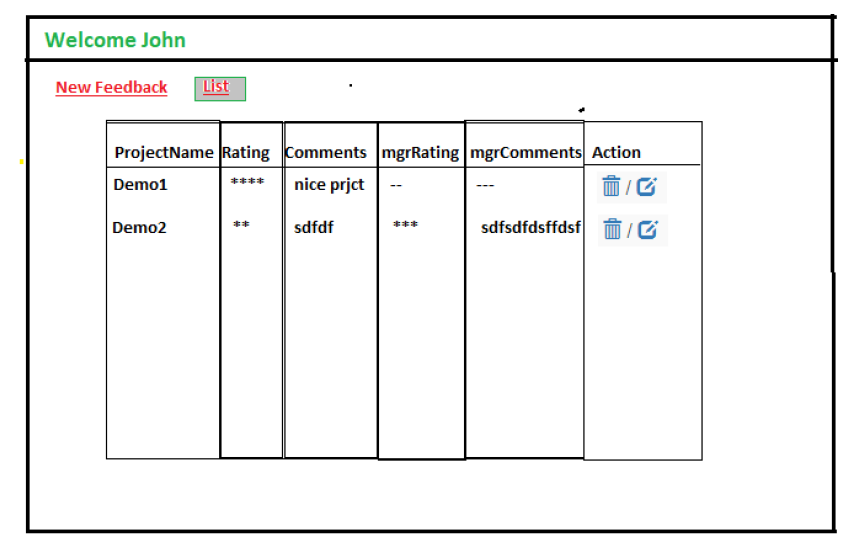 Welcome John
New Feedback List
ProjectName Rating Comments mgrRating mgrComments Action
Demo1 **** nice prjct -- --- /
Demo2 ** sdfdf *** sdfsdfdsffdsf /